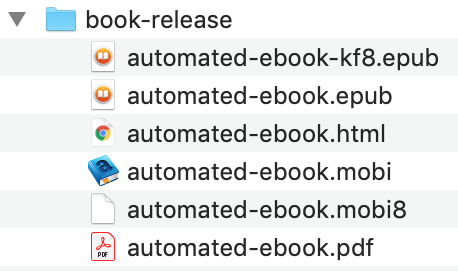 book-release
automated-ebook-kf8.epub
automated-ebook.epub
automated-ebook.html
automated-ebook.mobi
automated-ebook.mobi8
automated-ebook.pdf
PDF